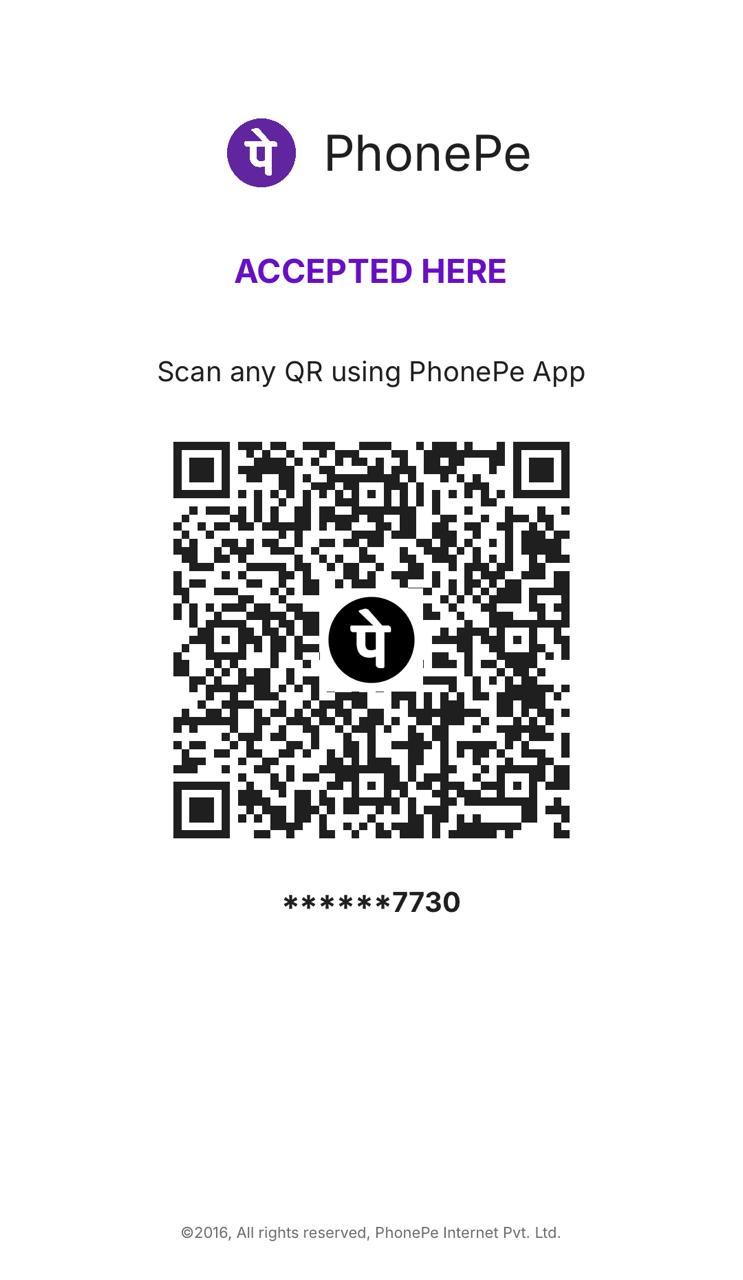 पे PhonePe
ACCEPTED HERE
Scan any QR using PhonePe App
पे
******7730
©2016, All rights reserved, PhonePe Internet Pvt. Ltd.